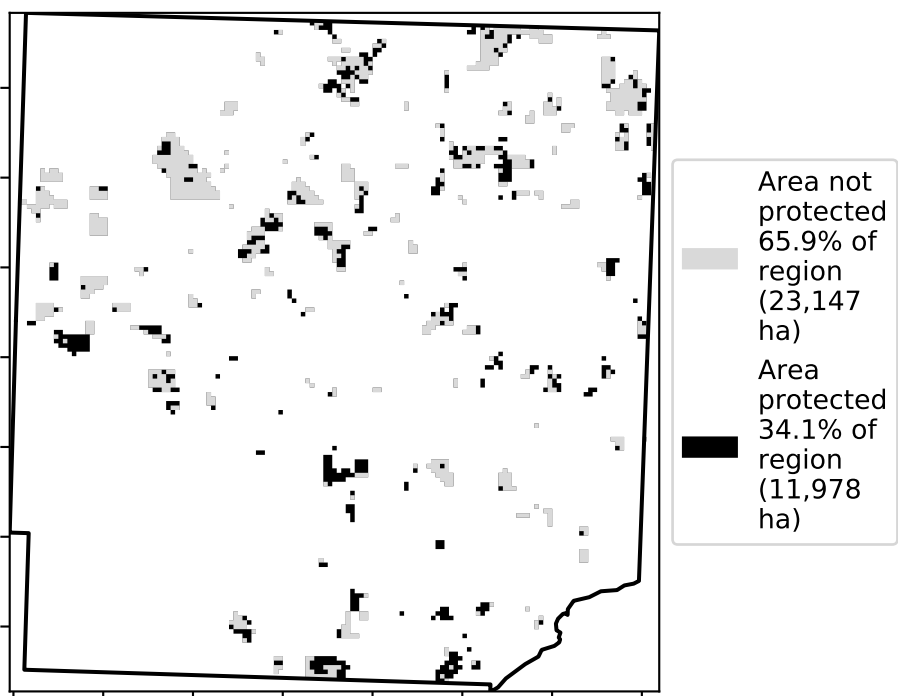 Area not
protected
65.9% of
region
(23,147
ha)
Area
protected
34.1% of
region
(11,978
ha)